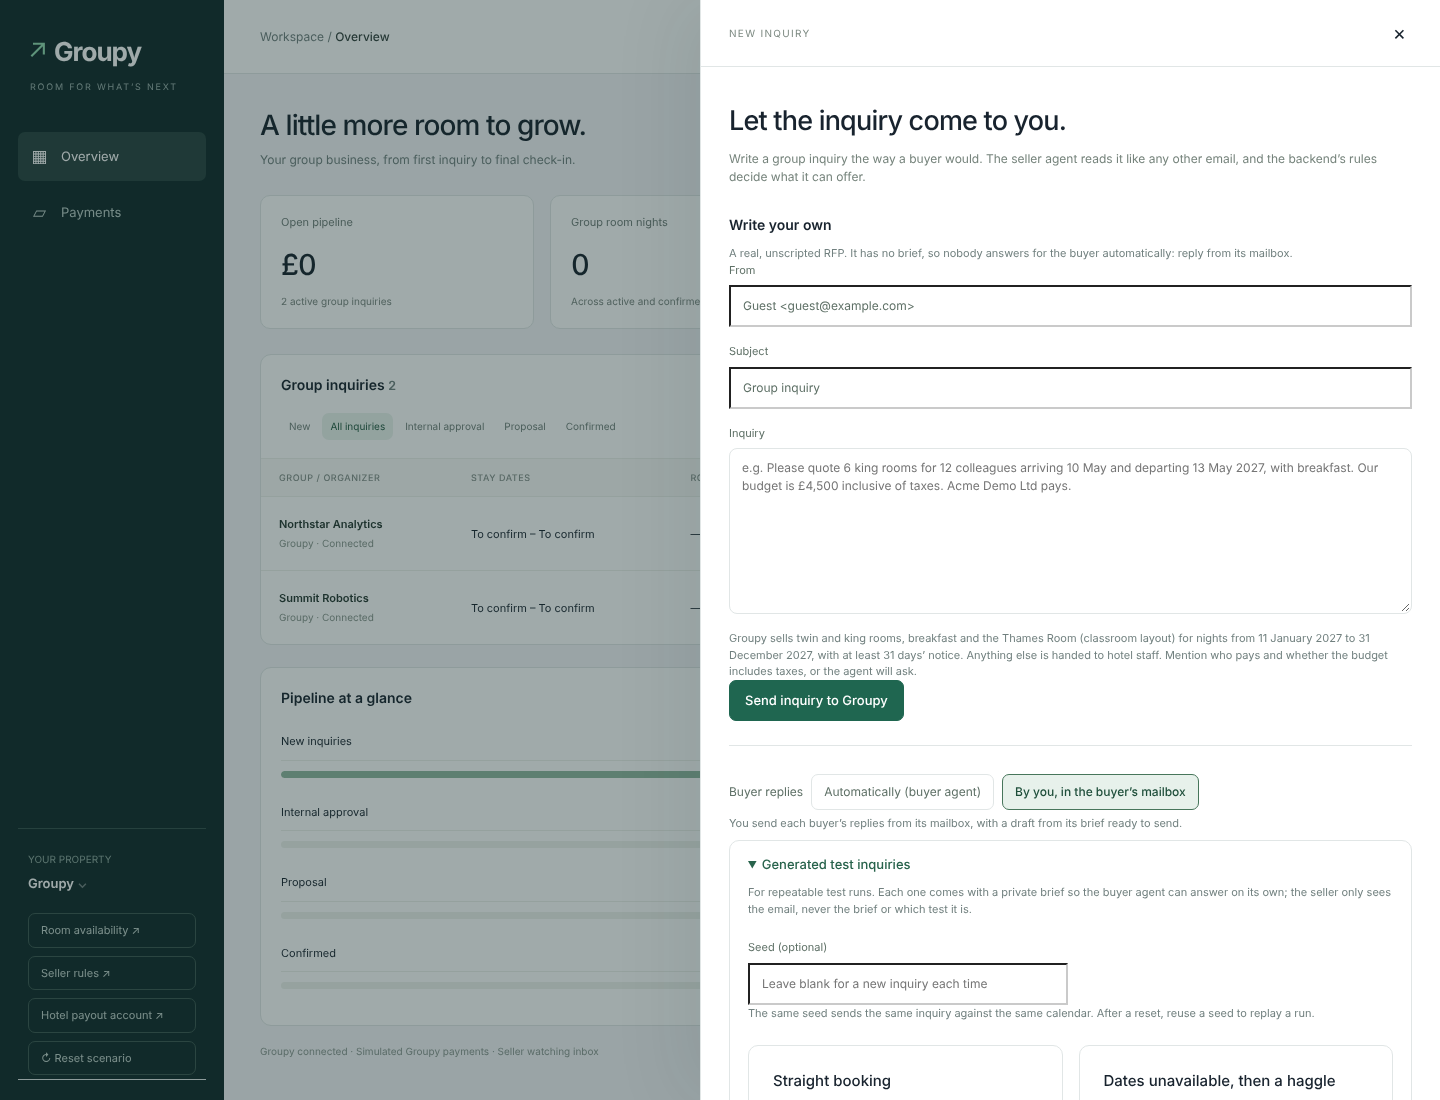 Groupy
ROOM FOR WHAT'S NEXT
Overview
Payments
YOUR PROPERTY
Groupy
Room availability ↗
Seller rules ↗
Hotel payout account ↗
↻ Reset scenario
Workspace / Overview
A little more room to grow.
Your group business, from first inquiry to final check-in.
Open pipeline
£0
2 active group inquiries
Group room nights
0
Across active and confirme
Group inquiries 2
New
All inquiries
Internal approval
Proposal
Confirmed
GROUP / ORGANIZER
STAY DATES
Northstar Analytics
Groupy · Connected
To confirm – To confirm
—
Summit Robotics
Groupy · Connected
To confirm – To confirm
—
Pipeline at a glance
New inquiries
Internal approval
Proposal
Confirmed
Groupy connected · Simulated Groupy payments · Seller watching inbox
NEW INQUIRY
×
Let the inquiry come to you.
Write a group inquiry the way a buyer would. The seller agent reads it like any other email, and the backend’s rules
decide what it can offer.
Write your own
A real, unscripted RFP. It has no brief, so nobody answers for the buyer automatically: reply from its mailbox.
From
Guest <guest@example.com>
Subject
Group inquiry
Inquiry
e.g. Please quote 6 king rooms for 12 colleagues arriving 10 May and departing 13 May 2027, with breakfast. Our
budget is £4,500 inclusive of taxes. Acme Demo Ltd pays.
Groupy sells twin and king rooms, breakfast and the Thames Room (classroom layout) for nights from 11 January 2027 to 31
December 2027, with at least 31 days’ notice. Anything else is handed to hotel staff. Mention who pays and whether the budget
includes taxes, or the agent will ask.
Send inquiry to Groupy
Buyer replies
Automatically (buyer agent)
By you, in the buyer’s mailbox
You send each buyer’s replies from its mailbox, with a draft from its brief ready to send.
▼ Generated test inquiries
For repeatable test runs. Each one comes with a private brief so the buyer agent can answer on its own; the seller only sees
the email, never the brief or which test it is.
Seed (optional)
Leave blank for a new inquiry each time
The same seed sends the same inquiry against the same calendar. After a reset, reuse a seed to replay a run.
Straight booking
Dates unavailable, then a haggle